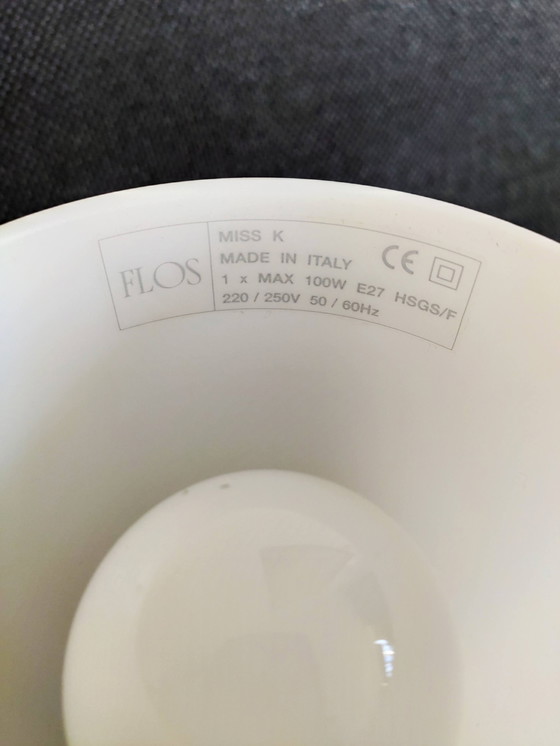 FLOS
MISS K
MADE IN ITALY
1 x MAX 100W E27 HSGS/F
220 / 250V 50 / 60Hz
CE